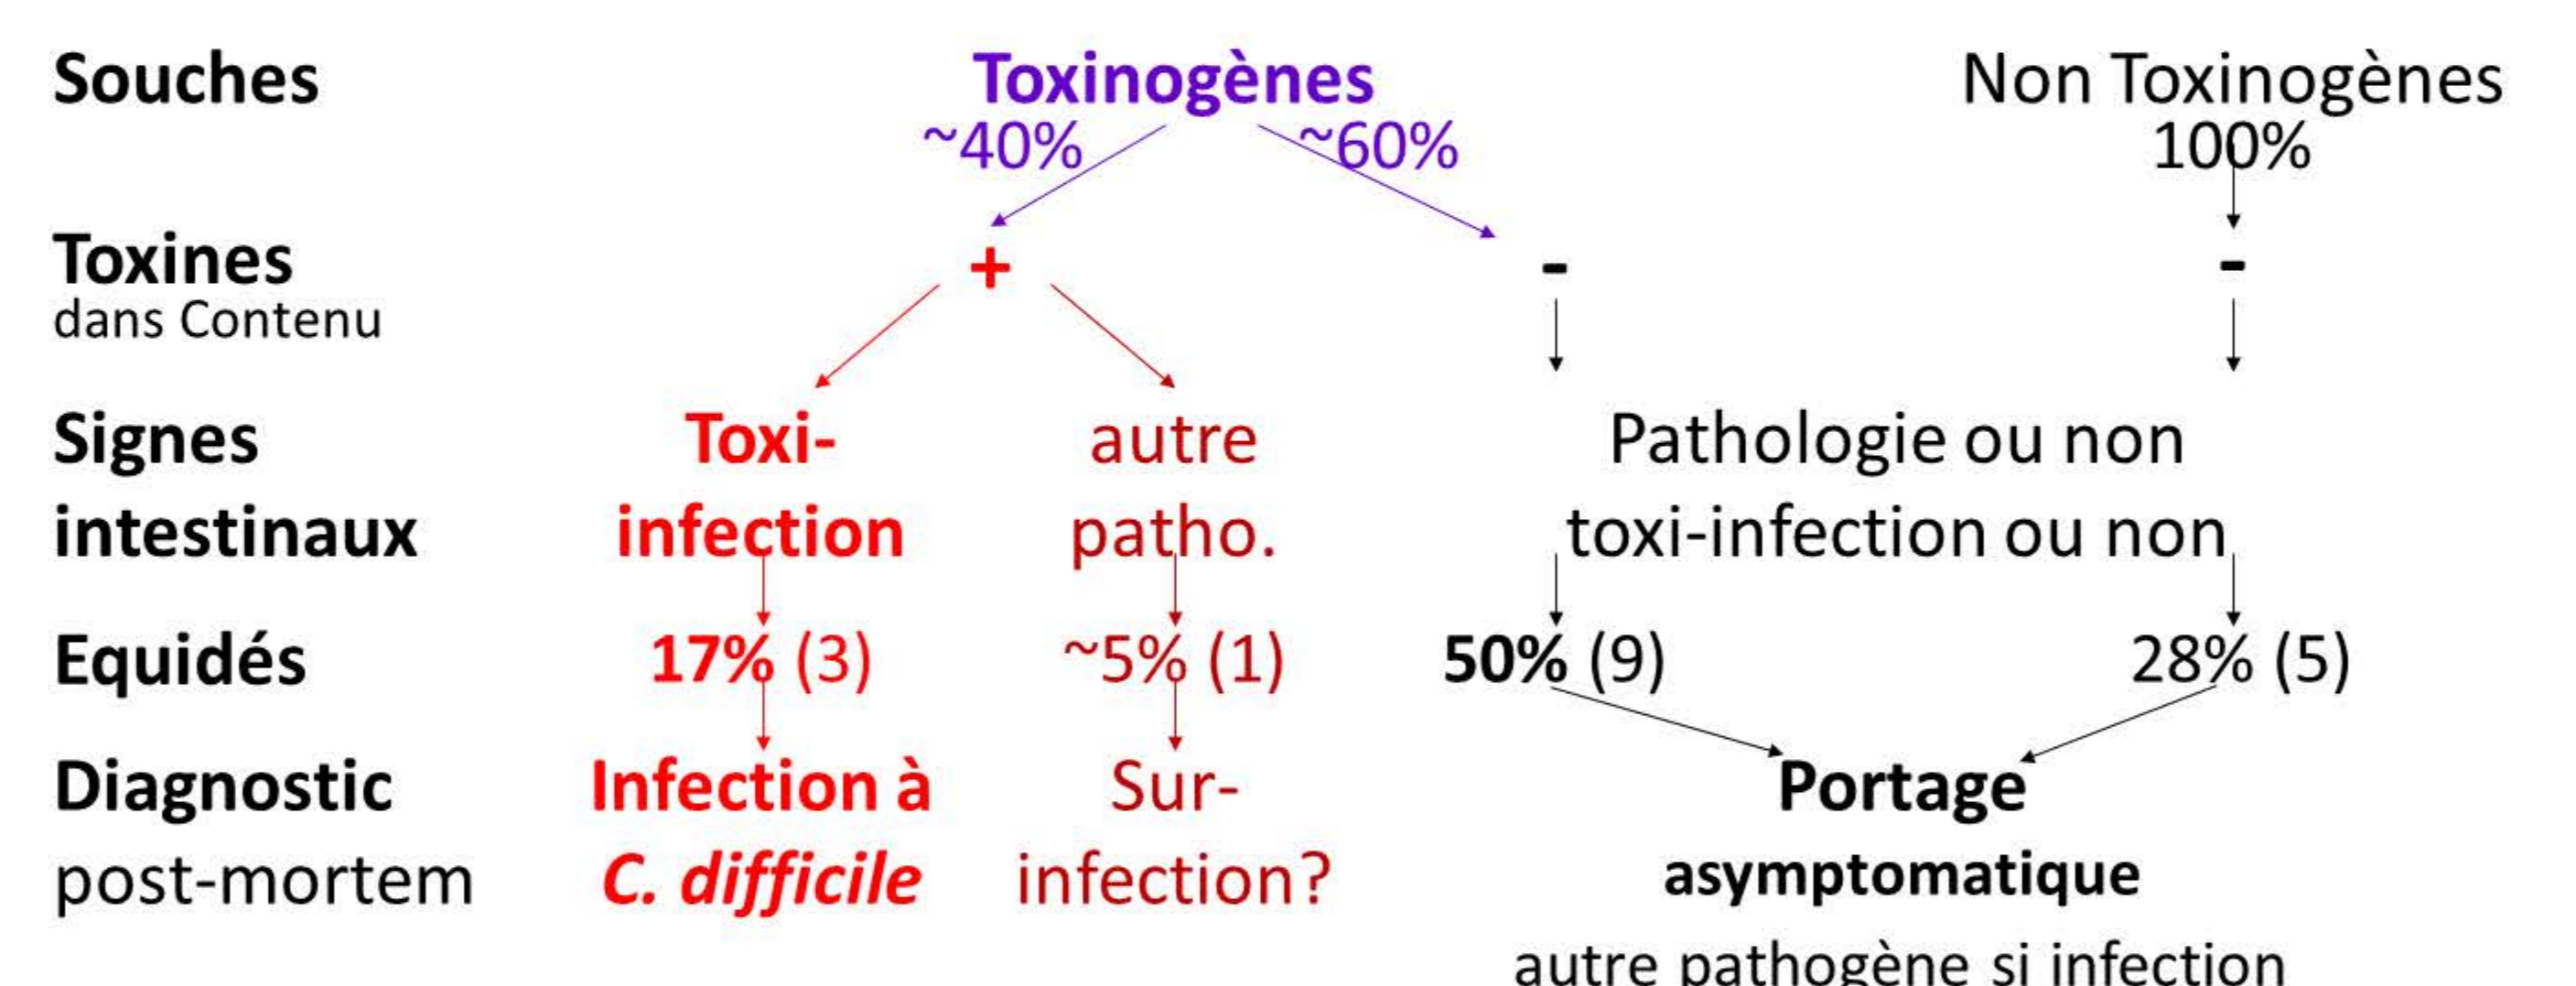 Souches Toxinogènes Non Toxinogènes
~40% ~60% 100%
Toxines + - -
dans Contenu
Signes Toxi- autre Pathologie ou non
intestinaux infection patho. toxi-infection ou non
Equidés 17% (3) ~5% (1) 50% (9) 28% (5)
Diagnostic Infection à Sur- Portage
post-mortem C. difficile infection? asymptomatique
autre pathogène si infection